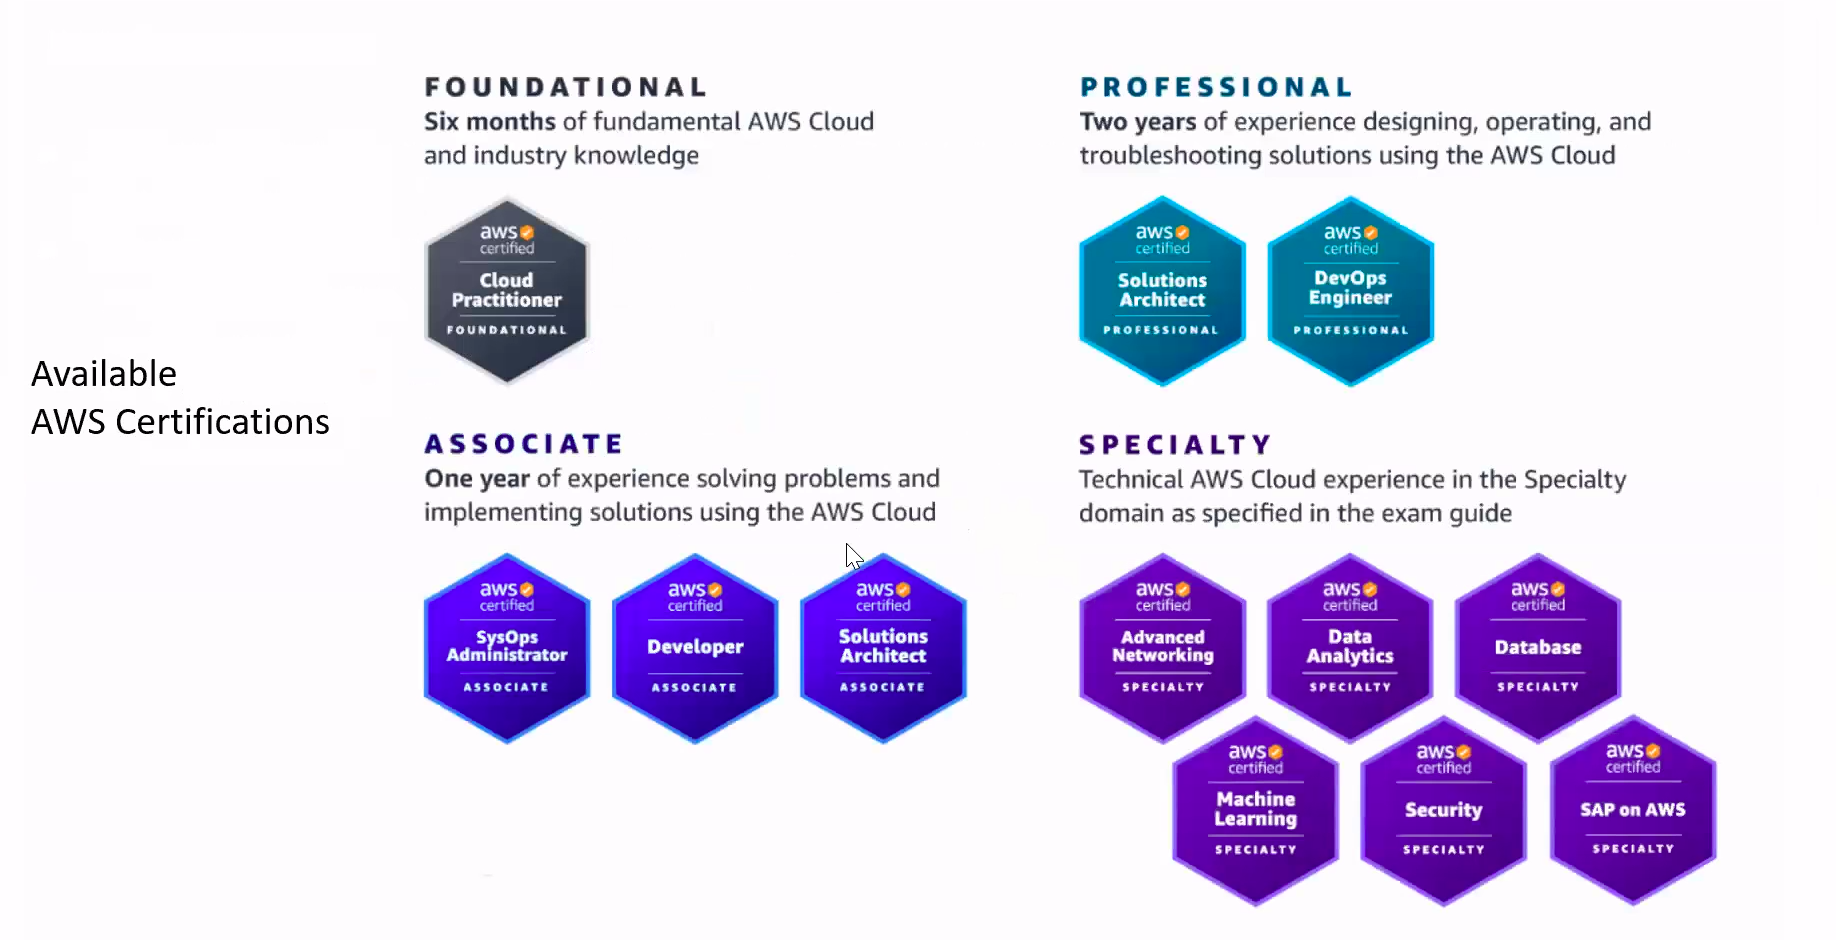 Available
AWS Certifications
FOUNDATIONAL
Six months of fundamental AWS Cloud
and industry knowledge
aws
certified
Cloud
Practitioner
FOUNDATIONAL
PROFESSIONAL
Two years of experience designing, operating, and
troubleshooting solutions using the AWS Cloud
aws
certified
Solutions
Architect
PROFESSIONAL
aws
certified
DevOps
Engineer
PROFESSIONAL
ASSOCIATE
One year of experience solving problems and
implementing solutions using the AWS Cloud
aws
certified
SysOps
Administrator
ASSOCIATE
aws
certified
Developer
ASSOCIATE
aws
certified
Solutions
Architect
ASSOCIATE
SPECIALTY
Technical AWS Cloud experience in the Specialty
domain as specified in the exam guide
aws
certified
Advanced
Networking
SPECIALTY
aws
certified
Data
Analytics
SPECIALTY
aws
certified
Database
SPECIALTY
aws
certified
Machine
Learning
SPECIALTY
aws
certified
Security
SPECIALTY
aws
certified
SAP on AWS
SPECIALTY